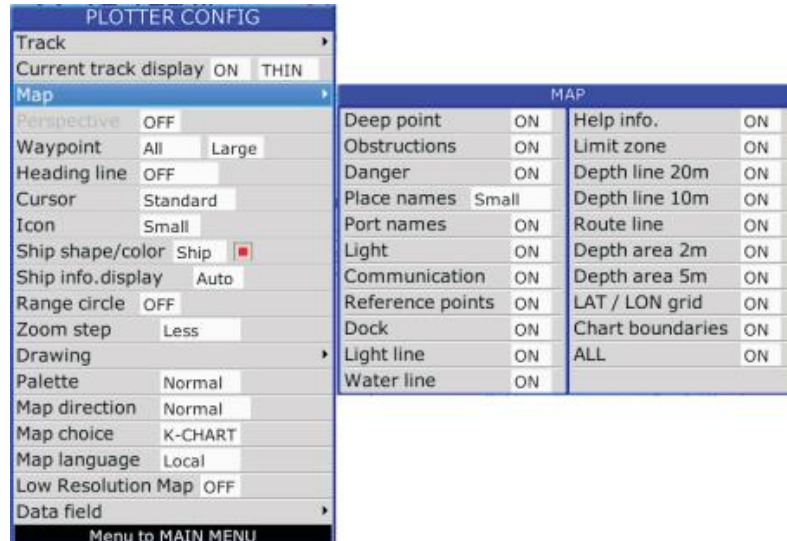 PLOTTER CONFIG
Track
Current track display ON THIN
Map
Perspective OFF
Waypoint All Large
Heading line OFF
Cursor Standard
Icon Small
Ship shape/color Ship
Ship info.display Auto
Range circle OFF
Zoom step Less
Drawing
Palette Normal
Map direction Normal
Map choice K-CHART
Map language Local
Low Resolution Map OFF
Data field
Menu to MAIN MENU
MAP
Deep point ON Help info. ON
Obstructions ON Limit zone ON
Danger ON Depth line 20m ON
Place names Small Depth line 10m ON
Port names ON Route line ON
Light ON Depth area 2m ON
Communication ON Depth area 5m ON
Reference points ON LAT / LON grid ON
Dock ON Chart boundaries ON
Light line ON ALL ON
Water line ON